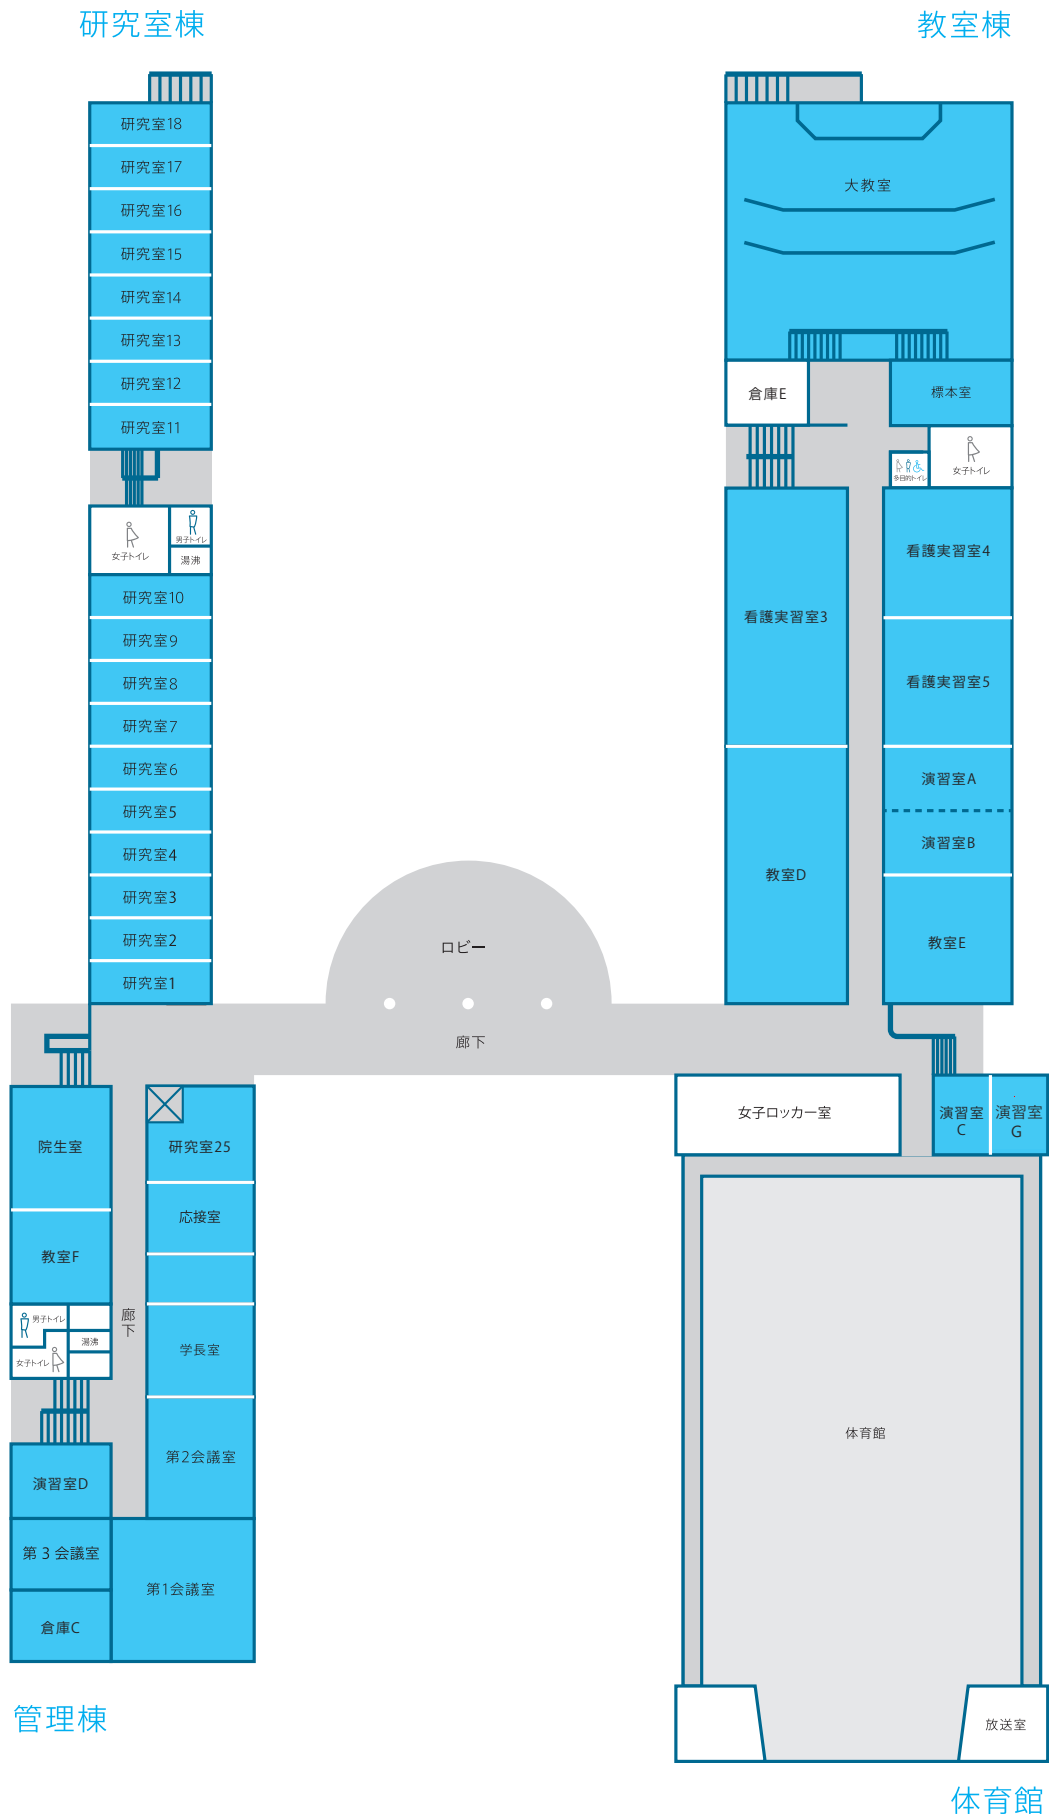 研究室棟
教室棟
研究室18
研究室17
研究室16
研究室15
研究室14
研究室13
研究室12
研究室11
男子トイレ
女子トイレ
湯沸
研究室10
研究室9
研究室8
研究室7
研究室6
研究室5
研究室4
研究室3
研究室2
研究室1
大教室
倉庫E
標本室
女子トイレ
多目的トイレ
看護実習室4
看護実習室3
看護実習室5
演習室A
演習室B
教室D
教室E
ロビー
廊下
院生室
研究室25
応接室
教室F
男子トイレ
湯沸
女子トイレ
廊下
学長室
第2会議室
演習室D
第3会議室
第1会議室
倉庫C
管理棟
女子ロッカー室
演習室
C
演習室
G
体育館
放送室
体育館